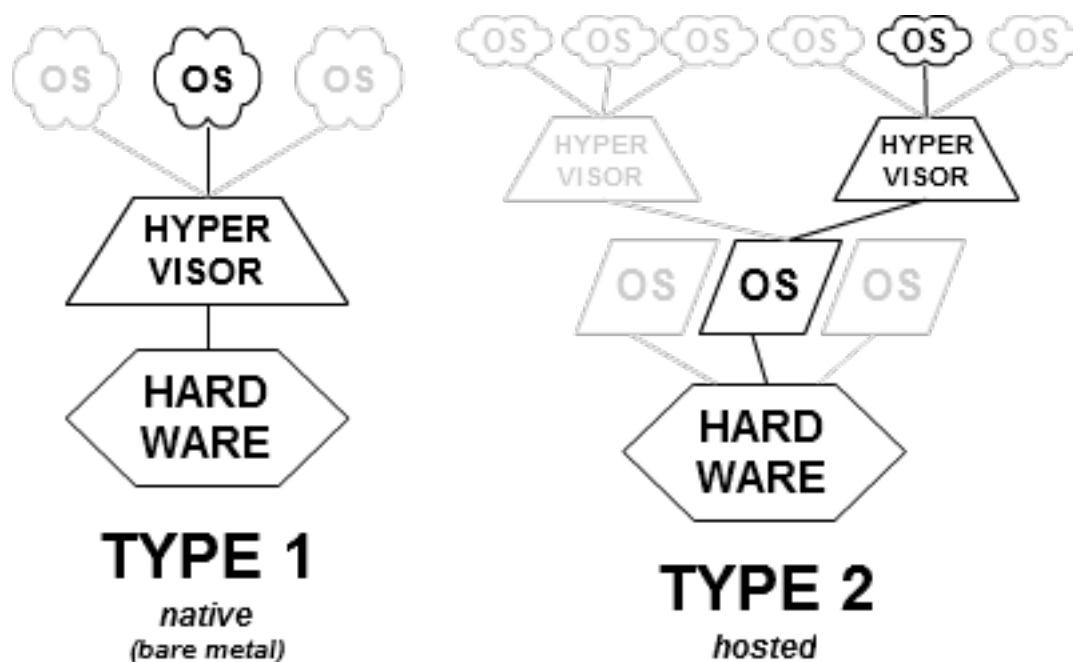 OS OS OS
HYPER
VISOR
HARD
WARE
TYPE 1
native
(bare metal)
OS OS OS OS OS OS
HYPER
VISOR
HYPER
VISOR
OS OS OS
HARD
WARE
TYPE 2
hosted